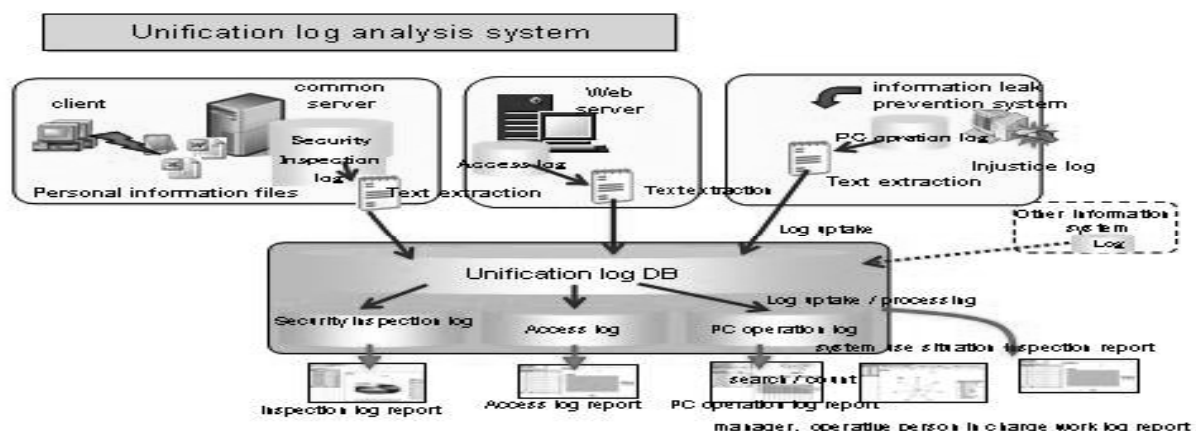 Unification log analysis system
client
common
server
Security
Inspection
log
Personal information files
Text extraction
Web
server
Access log
Text extraction
information leak
prevention system
PC opration log
Injustice log
Text extraction
Other Information
system
Log
Log uptake
Unification log DB
Log uptake / processing
Security Inspection log
Access log
PC operation log
system use situation inspection report
search / count
Inspection log report
Access log report
PC operation log report
manager, operative person in charge work log report